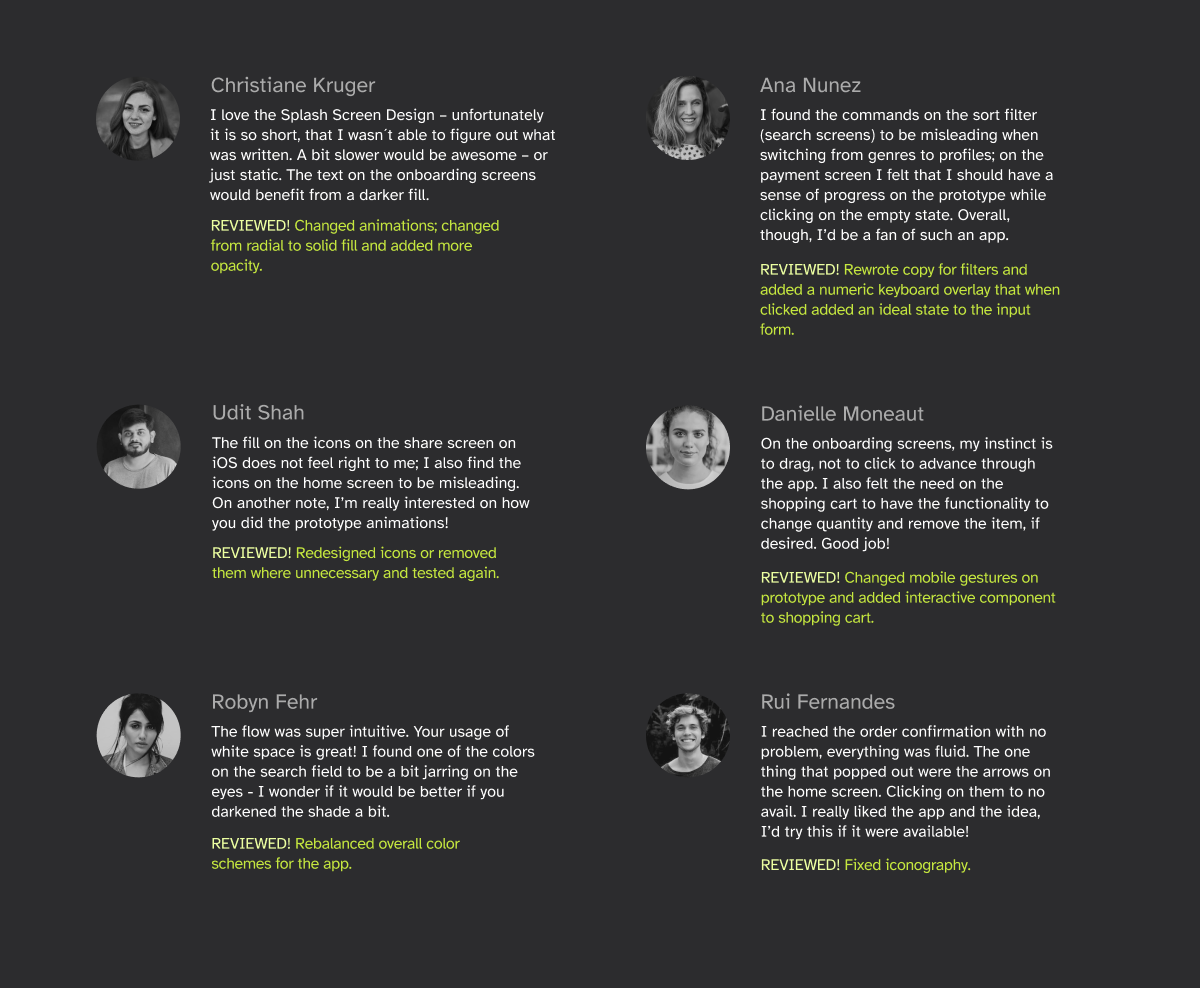 Christiane Kruger
I love the Splash Screen Design – unfortunately
it is so short, that I wasn´t able to figure out what
was written. A bit slower would be awesome – or
just static. The text on the onboarding screens
would benefit from a darker fill.
REVIEWED! Changed animations; changed
from radial to solid fill and added more
opacity.
Ana Nunez
I found the commands on the sort filter
(search screens) to be misleading when
switching from genres to profiles; on the
payment screen I felt that I should have a
sense of progress on the prototype while
clicking on the empty state. Overall,
though, I’d be a fan of such an app.
REVIEWED! Rewrote copy for filters and
added a numeric keyboard overlay that when
clicked added an ideal state to the input
form.
Udit Shah
The fill on the icons on the share screen on
iOS does not feel right to me; I also find the
icons on the home screen to be misleading.
On another note, I’m really interested on how
you did the prototype animations!
REVIEWED! Redesigned icons or removed
them where unnecessary and tested again.
Danielle Moneaut
On the onboarding screens, my instinct is
to drag, not to click to advance through
the app. I also felt the need on the
shopping cart to have the functionality to
change quantity and remove the item, if
desired. Good job!
REVIEWED! Changed mobile gestures on
prototype and added interactive component
to shopping cart.
Robyn Fehr
The flow was super intuitive. Your usage of
white space is great! I found one of the colors
on the search field to be a bit jarring on the
eyes - I wonder if it would be better if you
darkened the shade a bit.
REVIEWED! Rebalanced overall color
schemes for the app.
Rui Fernandes
I reached the order confirmation with no
problem, everything was fluid. The one
thing that popped out were the arrows on
the home screen. Clicking on them to no
avail. I really liked the app and the idea,
I’d try this if it were available!
REVIEWED! Fixed iconography.